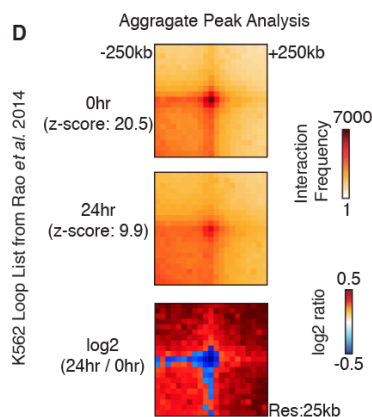 D
Aggragate Peak Analysis
-250kb
+250kb
K562 Loop List from Rao et al. 2014
0hr
(z-score: 20.5)
24hr
(z-score: 9.9)
log2
(24hr / 0hr)
Interaction
Frequency
7000
1
log2 ratio
0.5
-0.5
Res:25kb